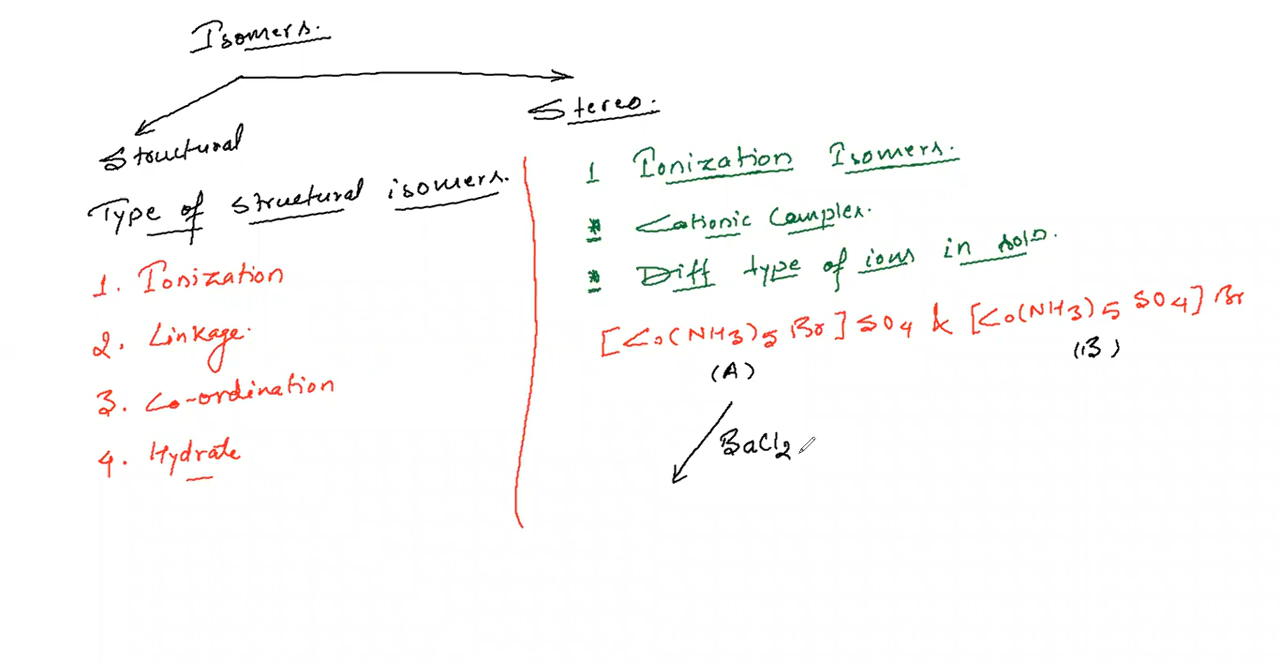 Isomers.
Structural
Stereo.
Type of structural isomers.
1. Ionization
2. Linkage.
3. Co-ordination
4. Hydrate
1 Ionization Isomers.
* Cationic Complex.
* Diff type of ions in soln.
[Co(NH3)5 Br] SO4 & [Co(NH3)5 SO4] Br
(A)
(B)
BaCl2